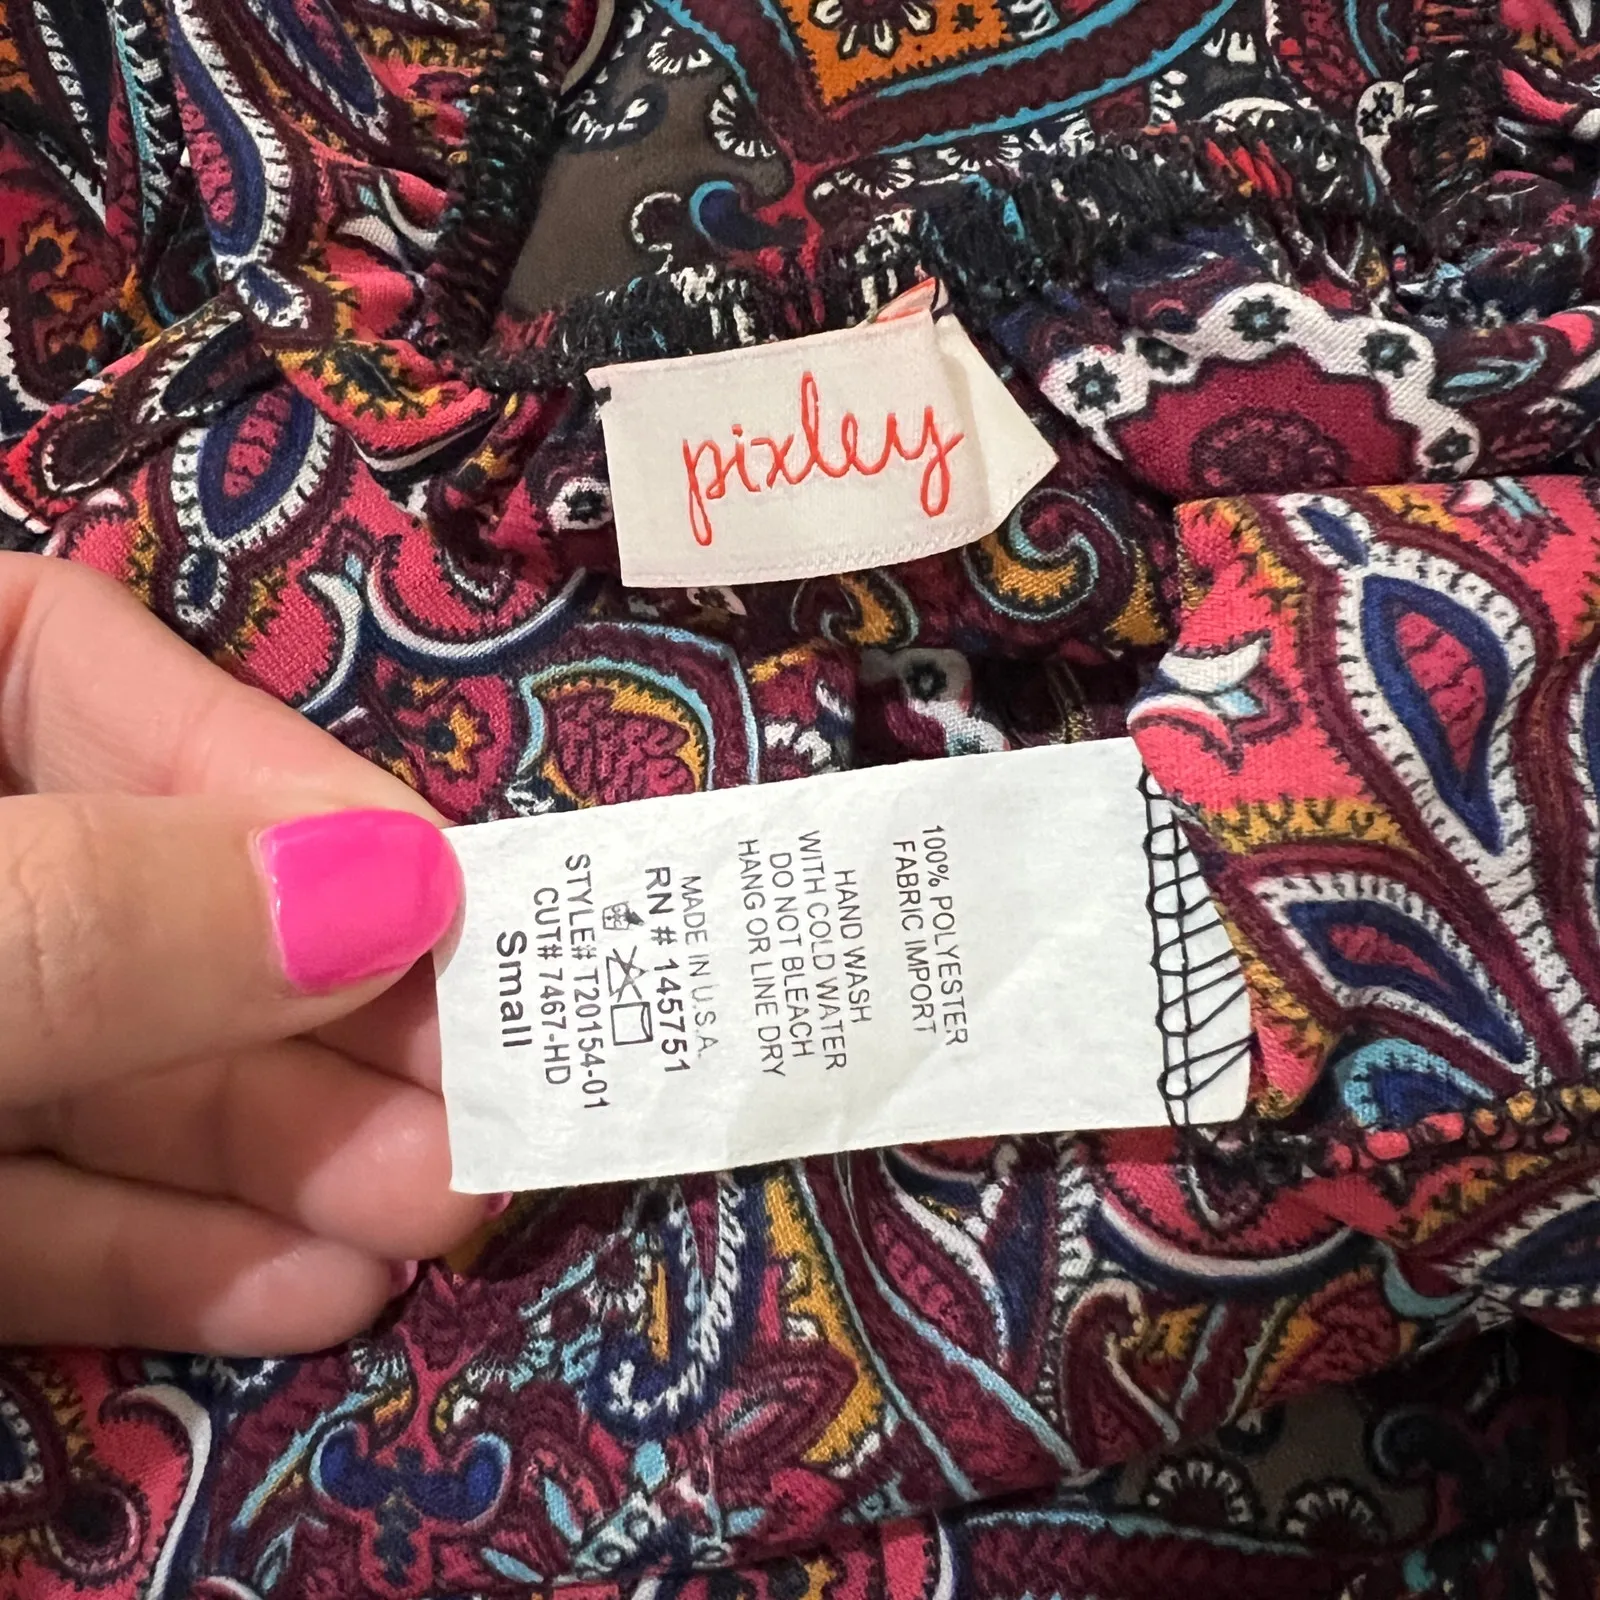 pixley
100% POLYESTER
FABRIC IMPORT
HAND WASH
WITH COLD WATER
DO NOT BLEACH
HANG OR LINE DRY
MADE IN U.S.A.
RN # 145751
STYLE# T20154-01
CUT# 7467-HD
Small